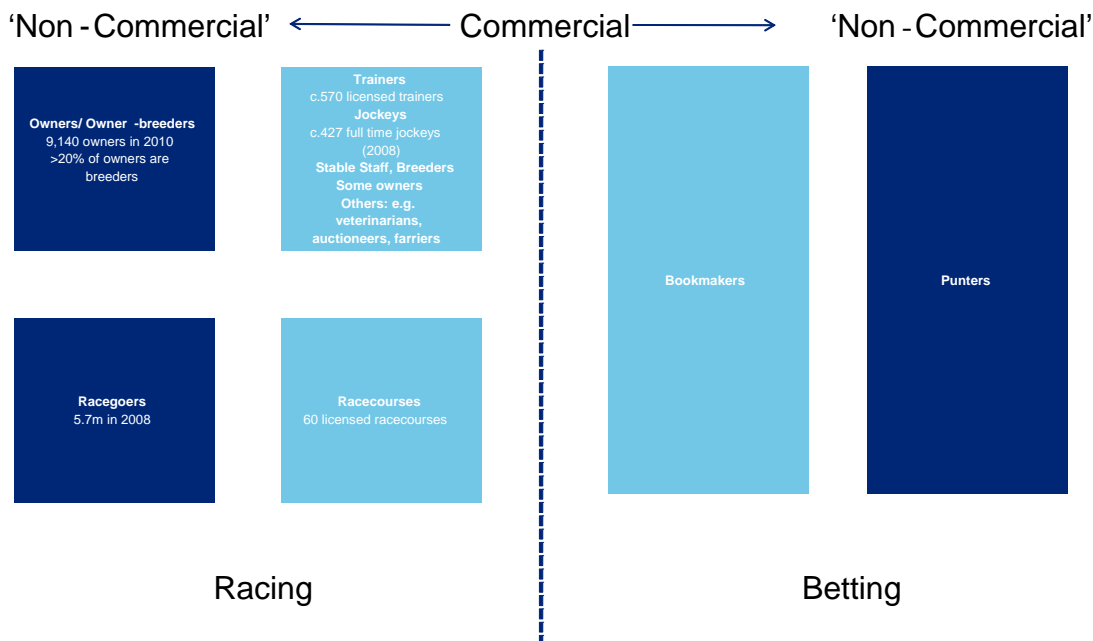 ‘Non - Commercial’
Commercial
‘Non - Commercial’
Owners/ Owner -breeders
9,140 owners in 2010
>20% of owners are
breeders
Trainers
c.570 licensed trainers
Jockeys
c.427 full time jockeys
(2008)
Stable Staff, Breeders
Some owners
Others: e.g.
veterinarians,
auctioneers, farriers
Bookmakers
Punters
Racegoers
5.7m in 2008
Racecourses
60 licensed racecourses
Racing
Betting